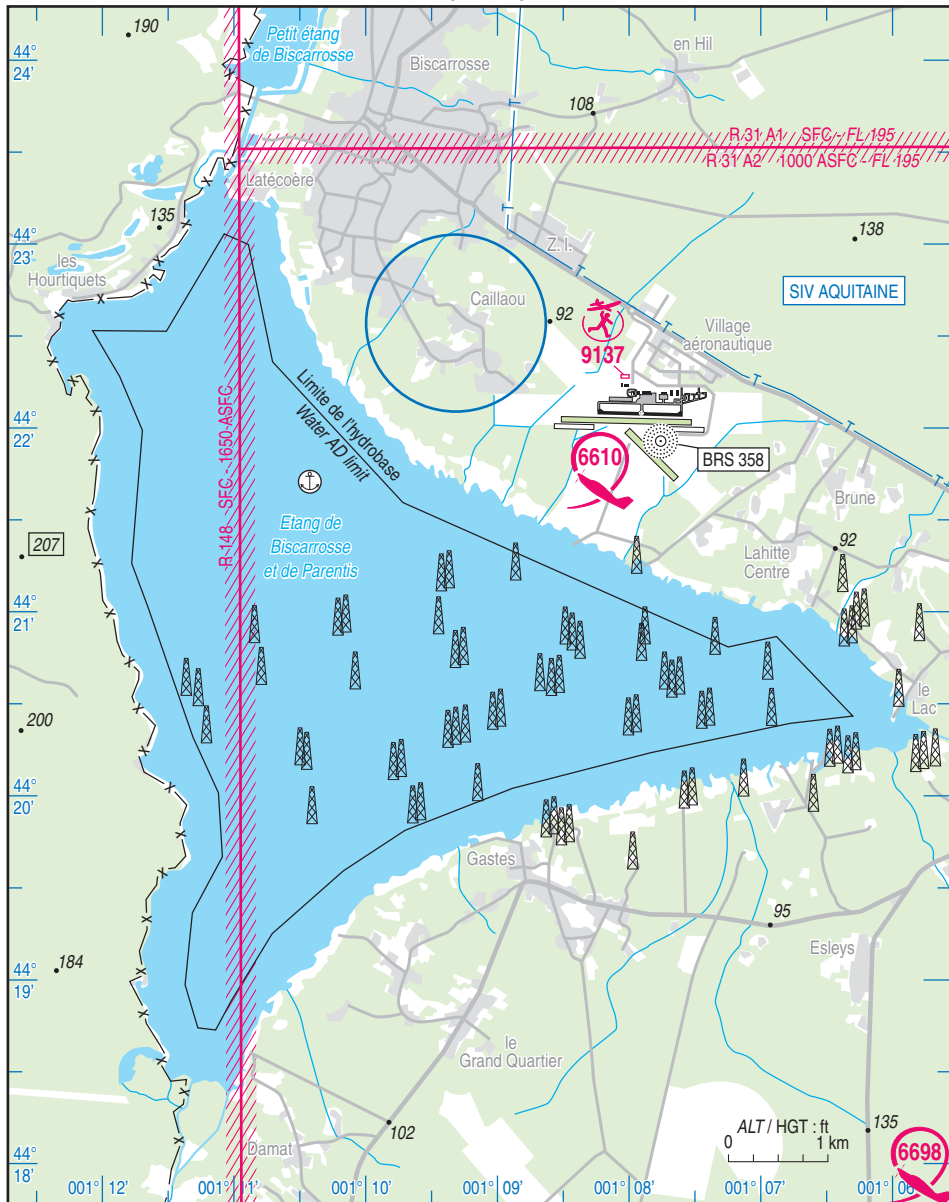 190
Petit étang
de Biscarrosse
Biscarrosse
en Hil
44°
24'
108
R 31 A1 SFC - FL 195
R 31 A2 1000 ASFC - FL 195
Latécoère
135
44°
23'
les
Hourtiquets
Z. I.
138
SIV AQUITAINE
Caillaou
92
9137
Village
aéronautique
Limite de l'hydrobase
Water AD limit
44°
22'
6610
BRS 358
R 148 - SFC - 1650 ASFC
Etang de
Biscarrosse
et de Parentis
Brune
207
92
Lahitte
Centre
44°
21'
le
Lac
200
44°
20'
Gastes
95
Esleys
184
44°
19'
le
Grand Quartier
ALT / HGT : ft
0 1 km
102
135
Damat
6698
44°
18'
001° 12' 001° 11' 001° 10' 001° 09' 001° 08' 001° 07' 001° 06'